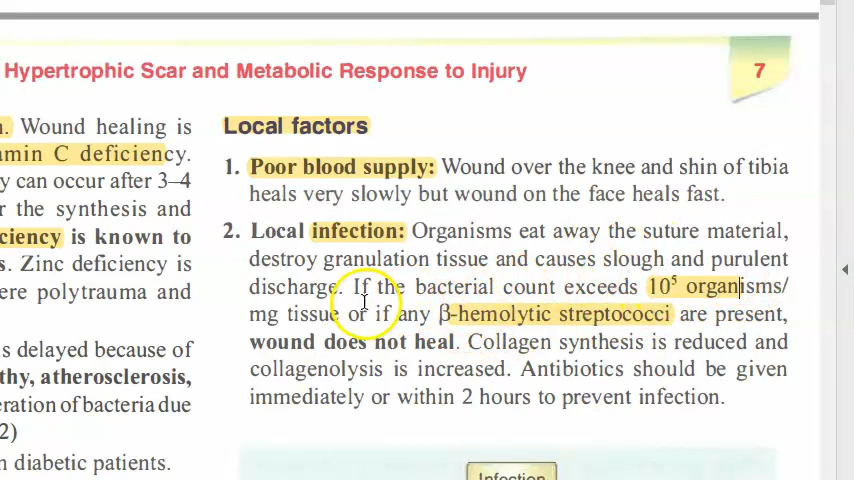 Hypertrophic Scar and Metabolic Response to Injury
7
n. Wound healing is
amin C deficiency.
y can occur after 3–4
r the synthesis and
ciency is known to
s. Zinc deficiency is
ere polytrauma and
s delayed because of
thy, atherosclerosis,
eration of bacteria due
2)
n diabetic patients.
Local factors
1. Poor blood supply: Wound over the knee and shin of tibia
heals very slowly but wound on the face heals fast.
2. Local infection: Organisms eat away the suture material,
destroy granulation tissue and causes slough and purulent
discharge. If the bacterial count exceeds 10⁵ organisms/
mg tissue or if any β-hemolytic streptococci are present,
wound does not heal. Collagen synthesis is reduced and
collagenolysis is increased. Antibiotics should be given
immediately or within 2 hours to prevent infection.
Infection